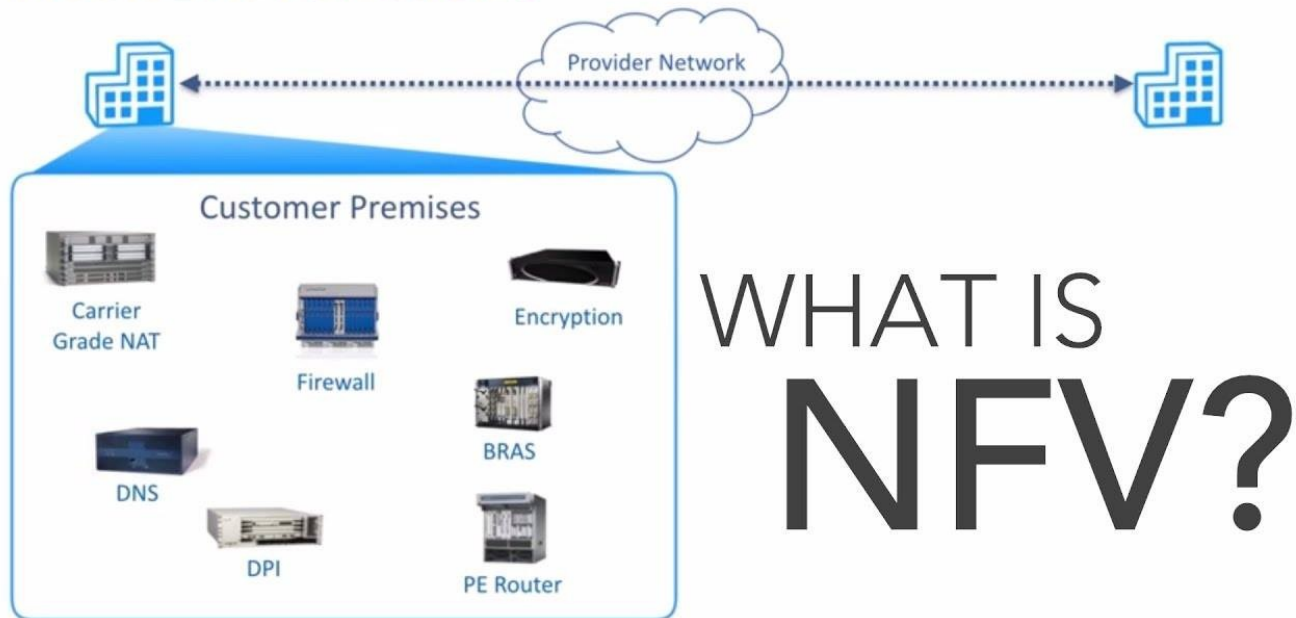 Provider Network
Customer Premises
Carrier
Grade NAT
Firewall
Encryption
BRAS
DNS
DPI
PE Router
WHAT IS
NFV?